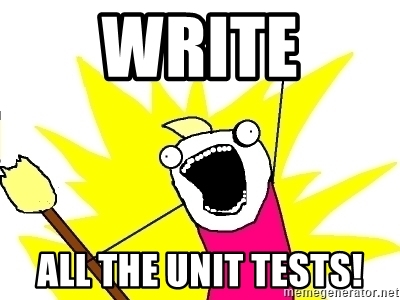 WRITE
ALL THE UNIT TESTS!
memegenerator.net